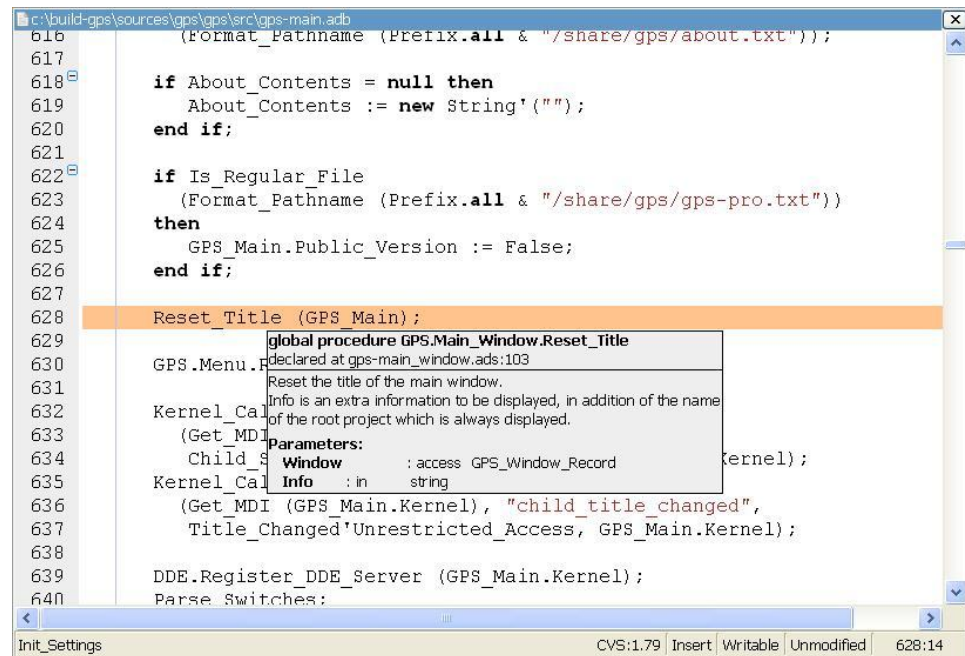 c:\build-gps\sources\gps\gps\src\gps-main.adb
616 (Format_Pathname (Prefix.all & "/share/gps/about.txt"));
617
618 if About_Contents = null then
619 About_Contents := new String'("");
620 end if;
621
622 if Is_Regular_File
623 (Format_Pathname (Prefix.all & "/share/gps/gps-pro.txt"))
624 then
625 GPS_Main.Public_Version := False;
626 end if;
627
628 Reset_Title (GPS_Main);
629
global procedure GPS.Main_Window.Reset_Title
declared at gps-main_window.ads:103
Reset the title of the main window.
Info is an extra information to be displayed, in addition of the name
of the root project which is always displayed.
Parameters:
Window : access GPS_Window_Record
Info : in string
630 GPS.Menu.
631
632 Kernel_Cal
633 (Get_MDI
634 Child_ ernel);
635 Kernel_Cal
636 (Get_MDI (GPS_Main.Kernel), "child_title_changed",
637 Title_Changed'Unrestricted_Access, GPS_Main.Kernel);
638
639 DDE.Register_DDE_Server (GPS_Main.Kernel);
640 Parse_Switches;
Init_Settings CVS:1.79 Insert Writable Unmodified 628:14